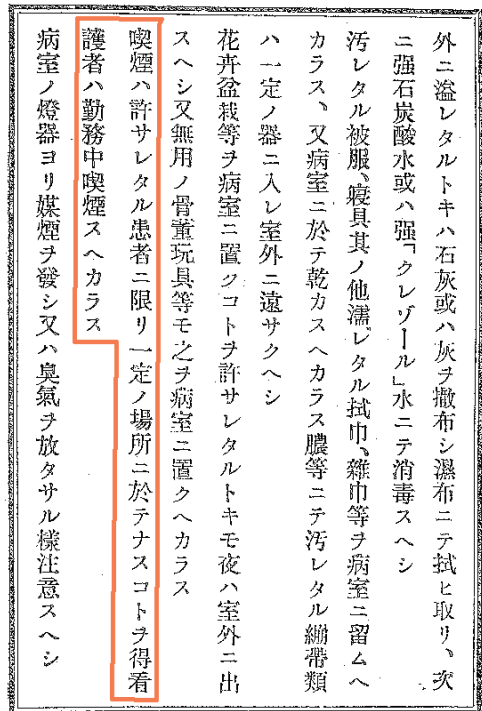 外ニ溢レタルトキハ石灰或ハ灰ヲ撒布シ濕布ニテ拭ヒ取リ、次
ニ强石炭酸水或ハ强「クレゾール」水ニテ消毒スヘシ
汚レタル被服、寢具其ノ他濡レタル拭巾、雜巾等ヲ病室ニ留ムヘ
カラス、又病室ニ於テ乾カスヘカラス膿等ニテ汚レタル繃帶類
ハ一定ノ器ニ入レ室外ニ遠サクヘシ
花卉盆栽等ヲ病室ニ置クコトヲ許サレタルトキモ夜ハ室外ニ出
スヘシ又無用ノ骨董玩具等モ之ヲ病室ニ置クヘカラス
喫煙ハ許サレタル患者ニ限リ一定ノ場所ニ於テナスコトヲ得看
護者ハ勤務中喫煙スヘカラス
病室ノ燈器ヨリ媒煙ヲ發シ又ハ臭氣ヲ放タサル樣注意スヘシ